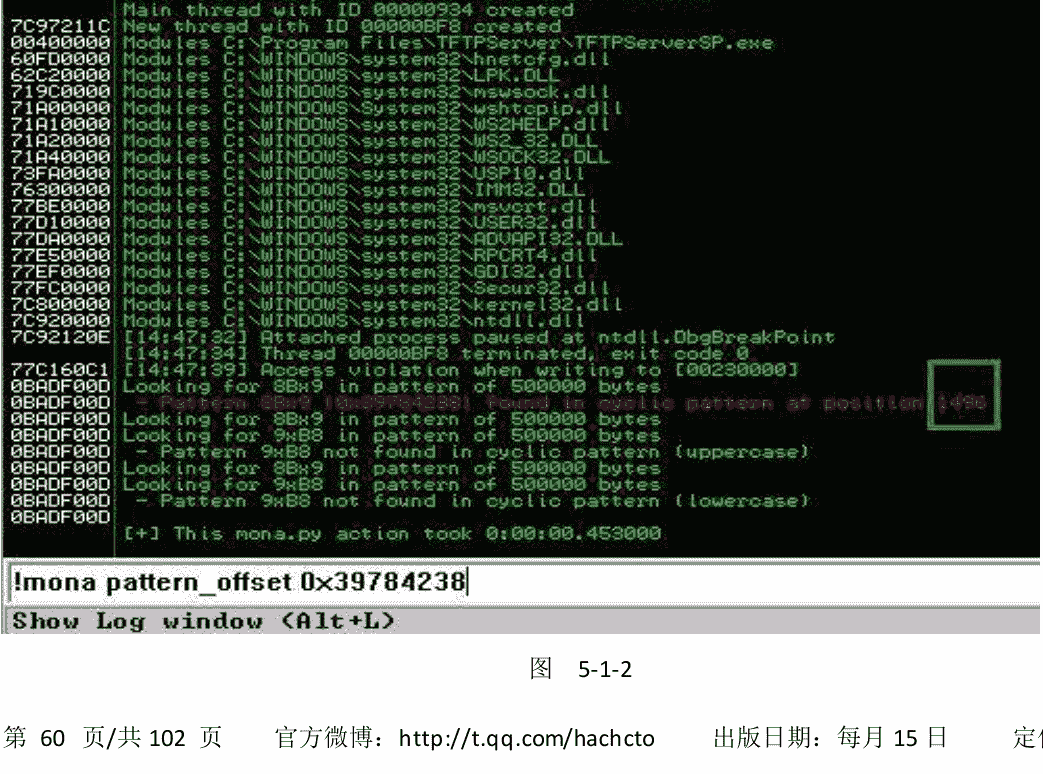 Main thread with ID 00000934 created
7C97211C New thread with ID 00000BF8 created
00400000 Modules C:\Program Files\TFTPServer\TFTPServerSP.exe
60FD0000 Modules C:\WINDOWS\system32\hnetcfg.dll
62C20000 Modules C:\WINDOWS\system32\LPK.DLL
719C0000 Modules C:\WINDOWS\system32\mswsock.dll
71A00000 Modules C:\WINDOWS\System32\wshtcpip.dll
71A10000 Modules C:\WINDOWS\system32\WS2HELP.dll
71A20000 Modules C:\WINDOWS\system32\WS2_32.DLL
71A40000 Modules C:\WINDOWS\system32\WSOCK32.DLL
73FA0000 Modules C:\WINDOWS\system32\USP10.dll
76300000 Modules C:\WINDOWS\system32\IMM32.DLL
77BE0000 Modules C:\WINDOWS\system32\msvcrt.dll
77D10000 Modules C:\WINDOWS\system32\USER32.dll
77DA0000 Modules C:\WINDOWS\system32\ADVAPI32.DLL
77E50000 Modules C:\WINDOWS\system32\RPCRT4.dll
77EF0000 Modules C:\WINDOWS\system32\GDI32.dll
77FC0000 Modules C:\WINDOWS\system32\Secur32.dll
7C800000 Modules C:\WINDOWS\system32\kernel32.dll
7C920000 Modules C:\WINDOWS\system32\ntdll.dll
7C92120E [14:47:32] Attached process paused at ntdll.DbgBreakPoint
[14:47:34] Thread 00000BF8 terminated, exit code 0
77C160C1 [14:47:39] Access violation when writing to [00230000]
0BADF00D Looking for 8Bx9 in pattern of 500000 bytes
0BADF00D - Pattern 8Bx9 (0x39784238) found in cyclic pattern at position 1496
0BADF00D Looking for 8Bx9 in pattern of 500000 bytes
0BADF00D Looking for 9xB8 in pattern of 500000 bytes
0BADF00D - Pattern 9xB8 not found in cyclic pattern (uppercase)
0BADF00D Looking for 8Bx9 in pattern of 500000 bytes
0BADF00D Looking for 9xB8 in pattern of 500000 bytes
0BADF00D - Pattern 9xB8 not found in cyclic pattern (lowercase)
0BADF00D
[+] This mona.py action took 0:00:00.453000
!mona pattern_offset 0x39784238
Show Log window (Alt+L)
图 5-1-2
第 60 页/共 102 页 官方微博：http://t.qq.com/hachcto 出版日期：每月 15 日 定